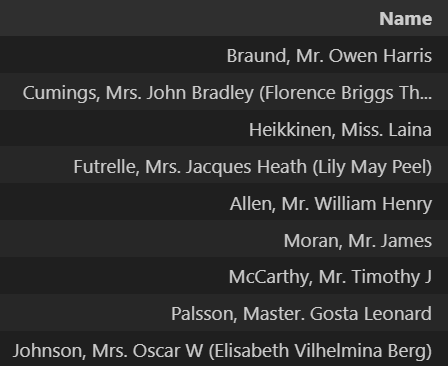 Name
Braund, Mr. Owen Harris
Cumings, Mrs. John Bradley (Florence Briggs Th...
Heikkinen, Miss. Laina
Futrelle, Mrs. Jacques Heath (Lily May Peel)
Allen, Mr. William Henry
Moran, Mr. James
McCarthy, Mr. Timothy J
Palsson, Master. Gosta Leonard
Johnson, Mrs. Oscar W (Elisabeth Vilhelmina Berg)